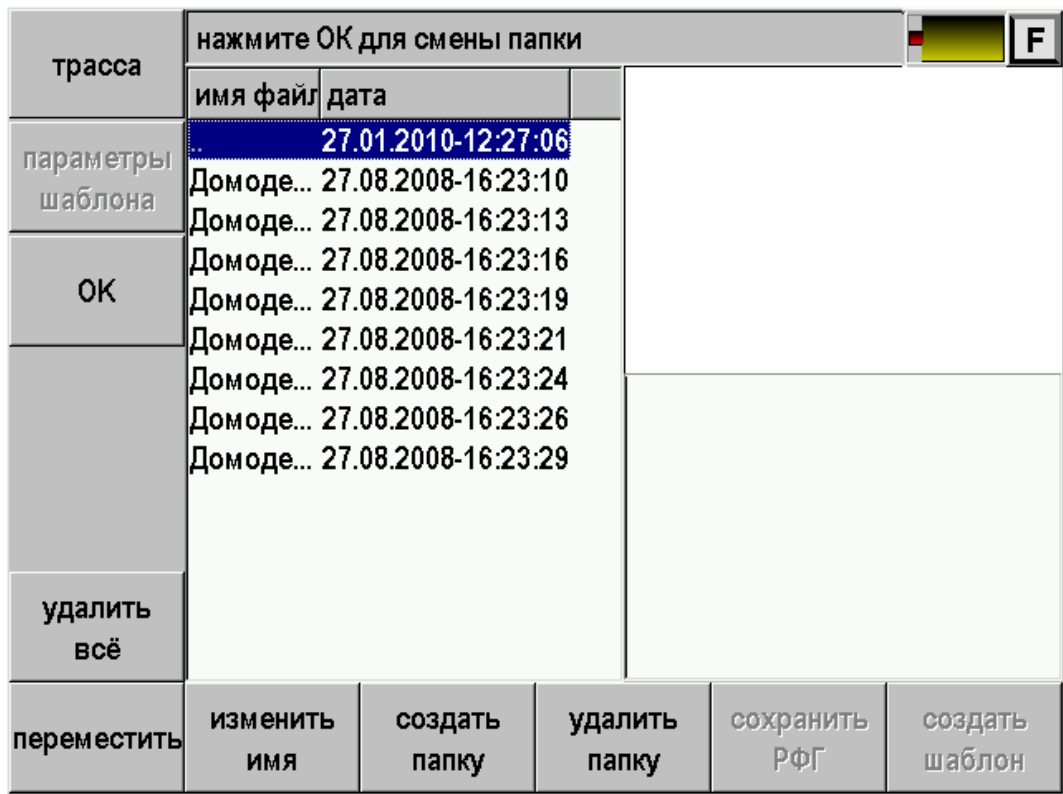 трасса
нажмите ОК для смены папки
F
имя файл дата
параметры
шаблона
ОК
.. 27.01.2010-12:27:06
Домоде... 27.08.2008-16:23:10
Домоде... 27.08.2008-16:23:13
Домоде... 27.08.2008-16:23:16
Домоде... 27.08.2008-16:23:19
Домоде... 27.08.2008-16:23:21
Домоде... 27.08.2008-16:23:24
Домоде... 27.08.2008-16:23:26
Домоде... 27.08.2008-16:23:29
удалить
всё
переместить
изменить
имя
создать
папку
удалить
папку
сохранить
РФГ
создать
шаблон